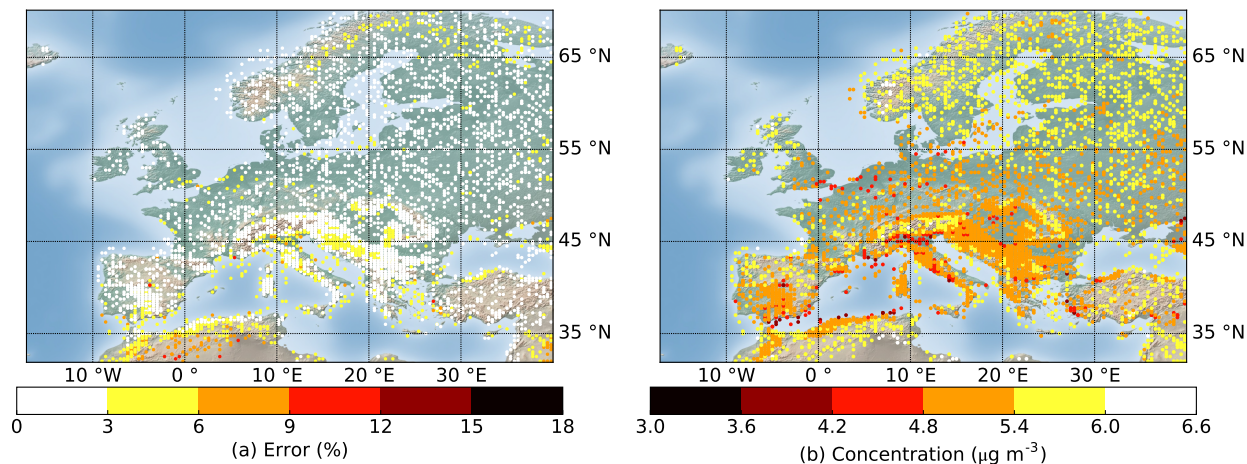 65 °N
55 °N
45 °N
35 °N
10 °W 0 ° 10 °E 20 °E 30 °E
0 3 6 9 12 15 18
(a) Error (%)
65 °N
55 °N
45 °N
35 °N
10 °W 0 ° 10 °E 20 °E 30 °E
3.0 3.6 4.2 4.8 5.4 6.0 6.6
(b) Concentration (μg m⁻³)